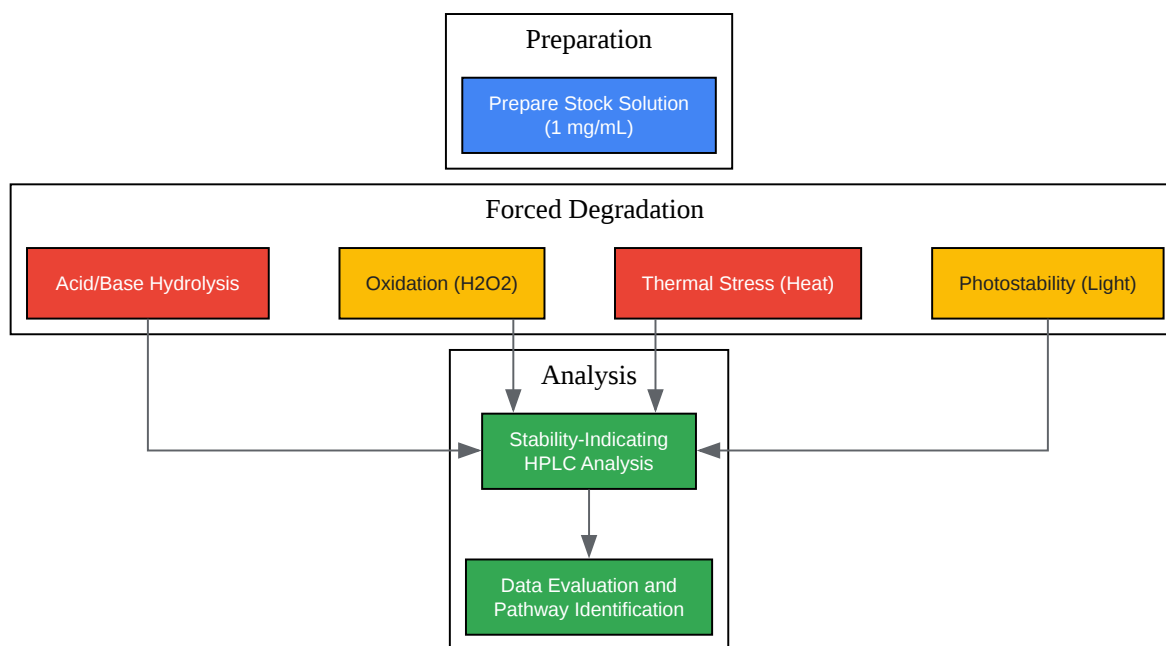 Preparation
Prepare Stock Solution
(1 mg/mL)
Forced Degradation
Acid/Base Hydrolysis
Oxidation (H2O2)
Thermal Stress (Heat)
Photostability (Light)
Analysis
Stability-Indicating
HPLC Analysis
Data Evaluation and
Pathway Identification